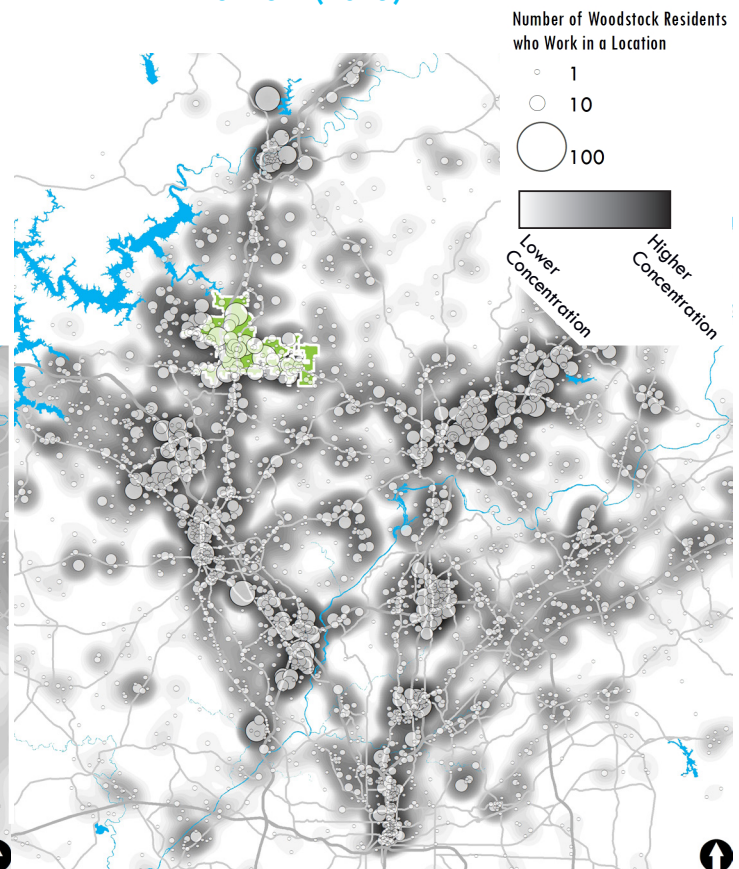 Number of Woodstock Residents
who Work in a Location
1
10
100
Lower
Concentration
Higher
Concentration